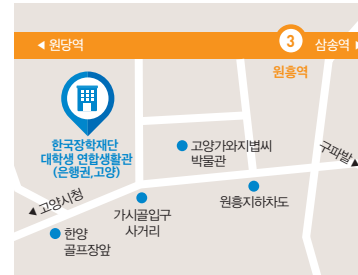 ◀ 원당역
3
삼송역 ▶
원흥역
한국장학재단
대학생 연합생활관
(은행권,고양)
고양가와지볍씨
박물관
구파발▶
◀ 고양시청
가시골입구
사거리
원흥지하차도
한양
골프장앞